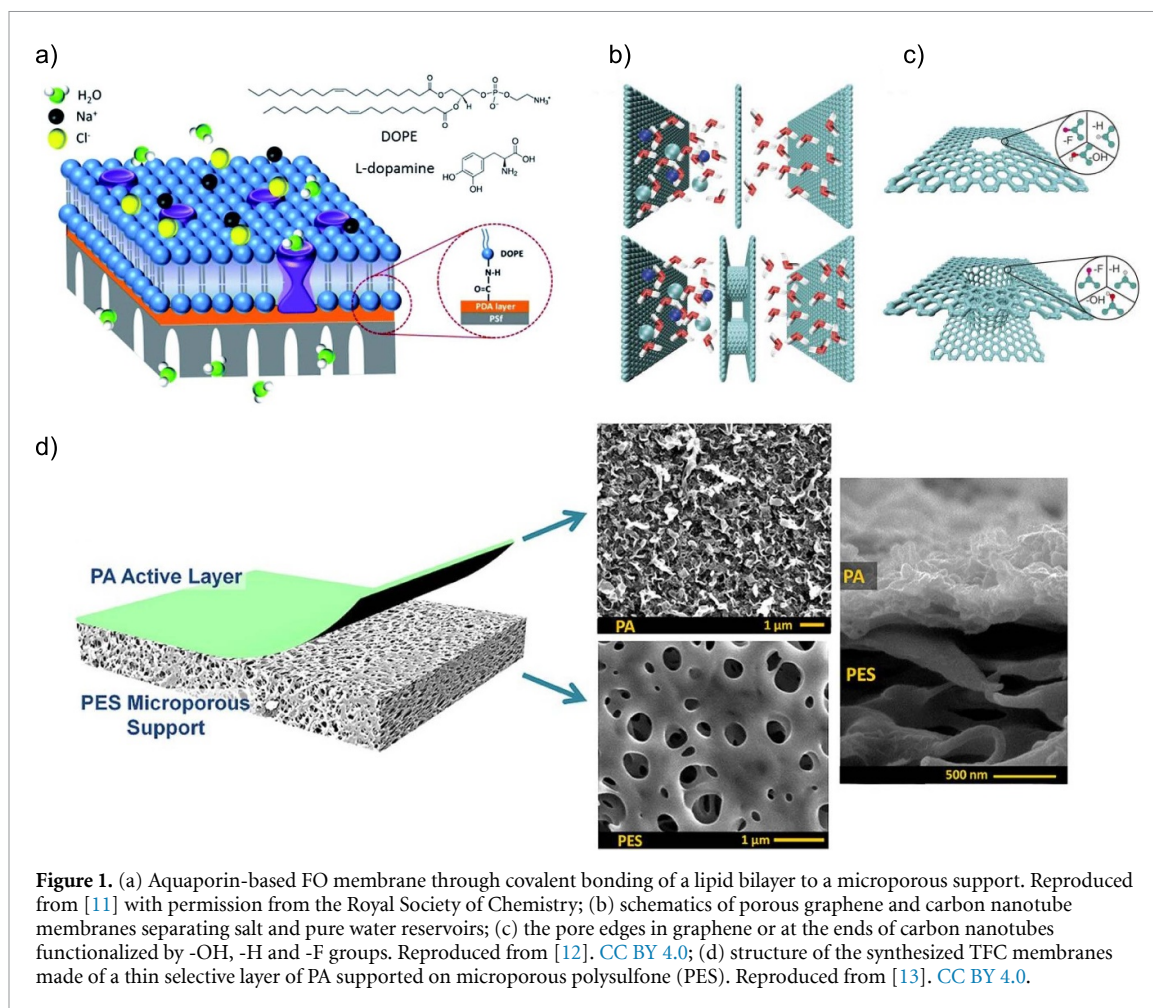 a)
H₂O
Na⁺
Cl⁻
O
O
O
O
H
O
P
O
O⁻
NH₃⁺
DOPE
L-dopamine
O
OH
NH₂
HO
OH
DOPE
N-H
O=C
PDA layer
PSf
b)
c)
-F
-H
-OH
-F
-H
-OH
d)
PA Active Layer
PES Microporous
Support
PA
1 µm
PES
1 µm
PA
PES
500 nm
Figure 1. (a) Aquaporin-based FO membrane through covalent bonding of a lipid bilayer to a microporous support. Reproduced
from [11] with permission from the Royal Society of Chemistry; (b) schematics of porous graphene and carbon nanotube
membranes separating salt and pure water reservoirs; (c) the pore edges in graphene or at the ends of carbon nanotubes
functionalized by -OH, -H and -F groups. Reproduced from [12]. CC BY 4.0; (d) structure of the synthesized TFC membranes
made of a thin selective layer of PA supported on microporous polysulfone (PES). Reproduced from [13]. CC BY 4.0.